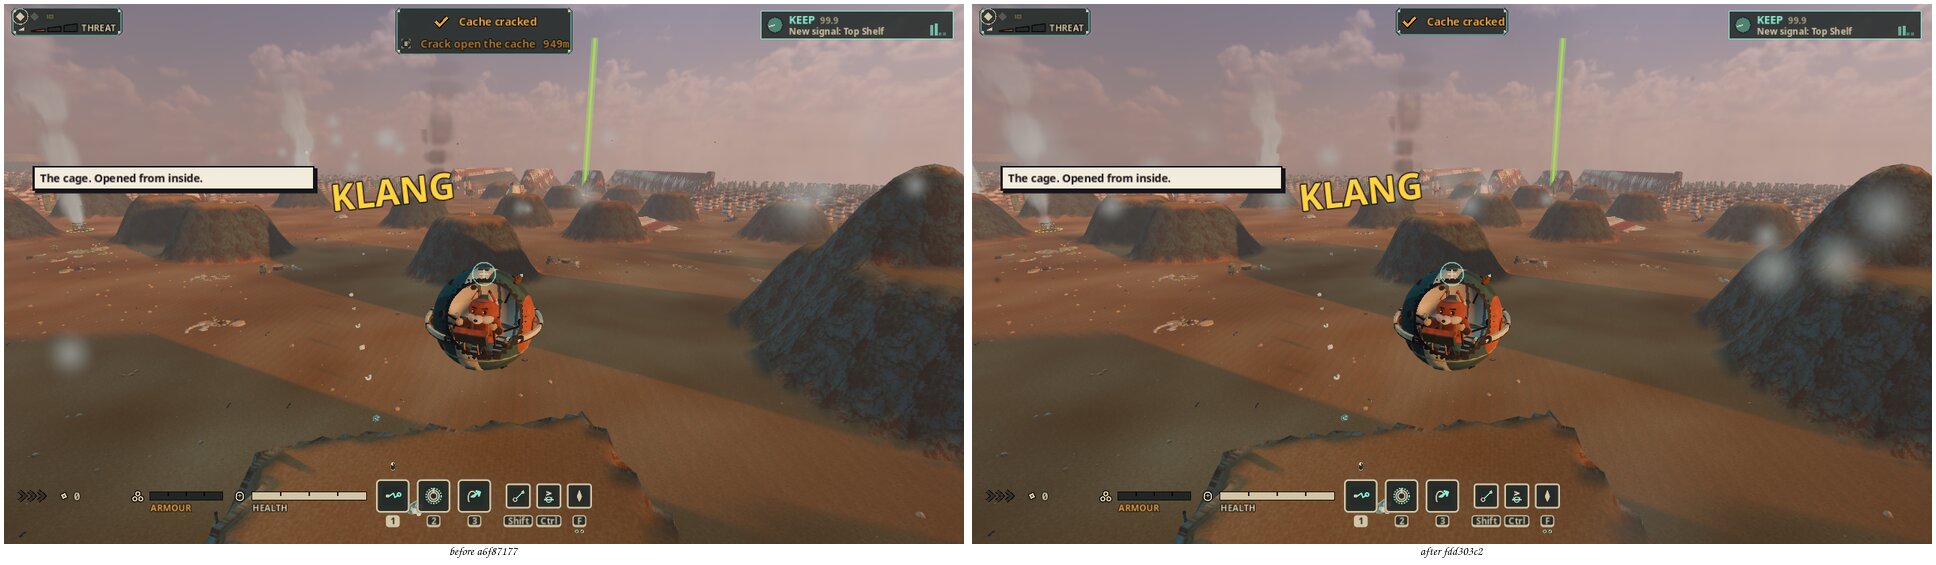 THREAT
Cache cracked
Crack open the cache 949m
KEEP 99.9
New signal: Top Shelf
The cage. Opened from inside.
KLANG
0
ARMOUR
HEALTH
1
2
3
Shift
Ctrl
F
before a6f87177
THREAT
Cache cracked
KEEP 99.9
New signal: Top Shelf
The cage. Opened from inside.
KLANG
0
ARMOUR
HEALTH
1
2
3
Shift
Ctrl
F
after fdd303c2